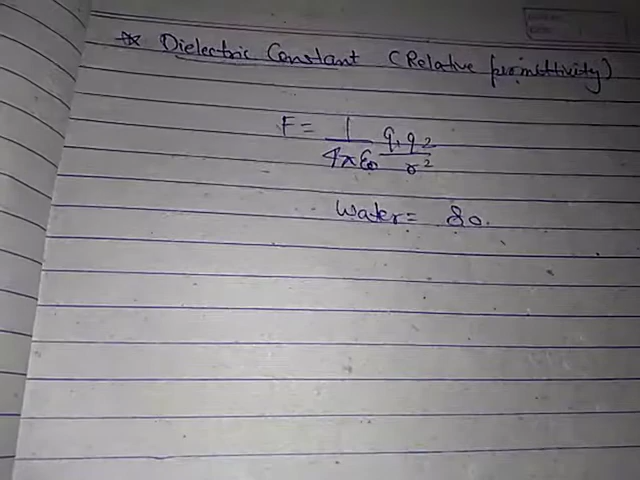 * Dielectric Constant (Relative permittivity)
F = 1/4πε₀ q₁q₂/r²
Water = 80.